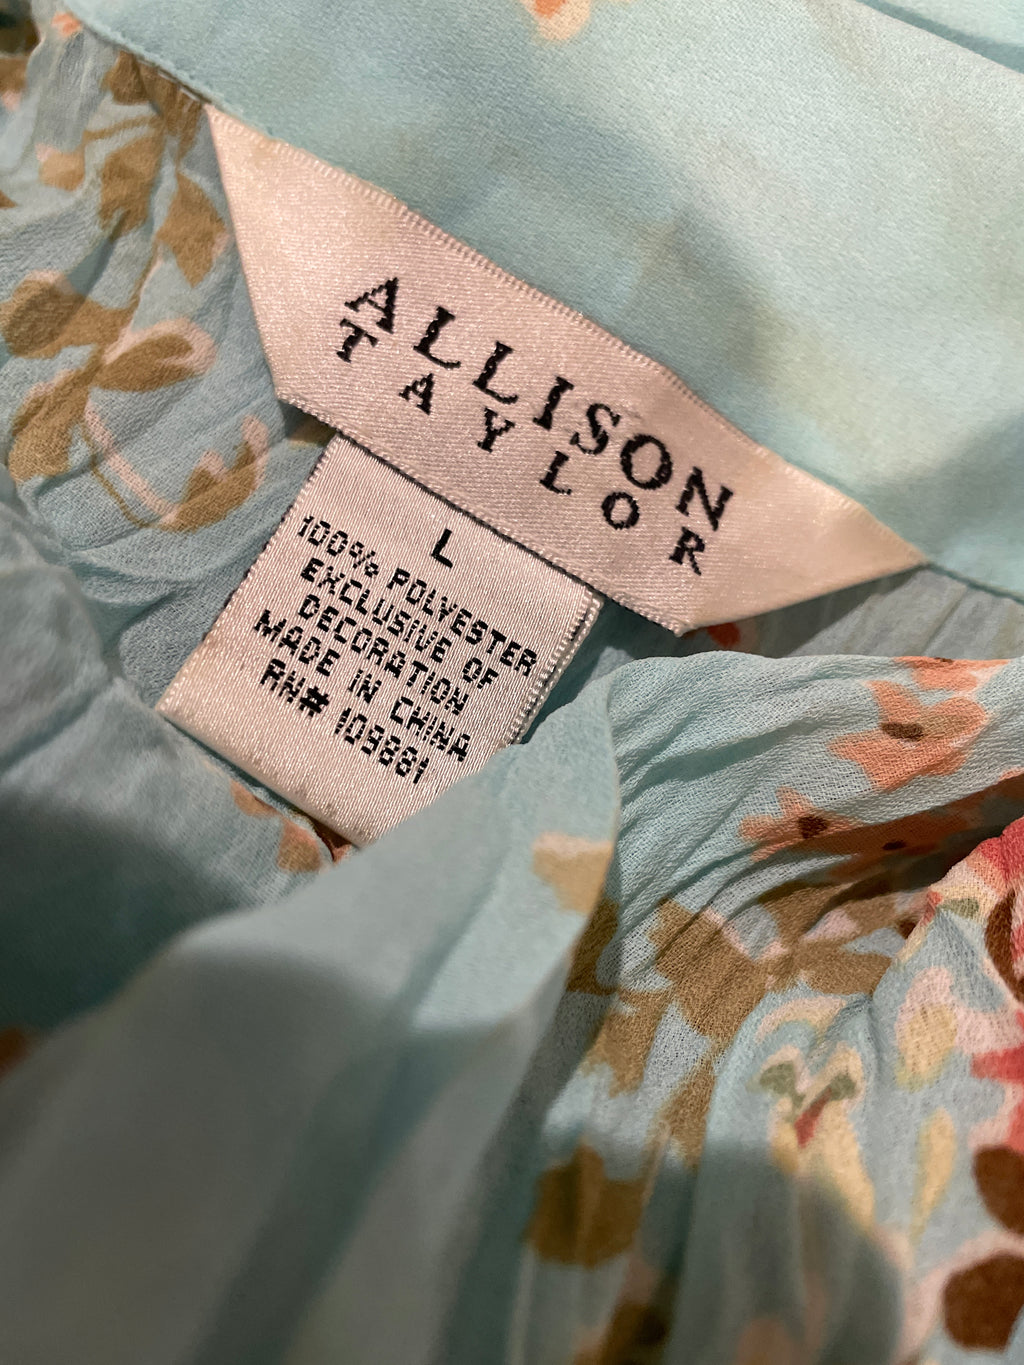 ALLISON
TAYLOR
L
100% POLYESTER
EXCLUSIVE OF
DECORATION
MADE IN CHINA
RN# 109881